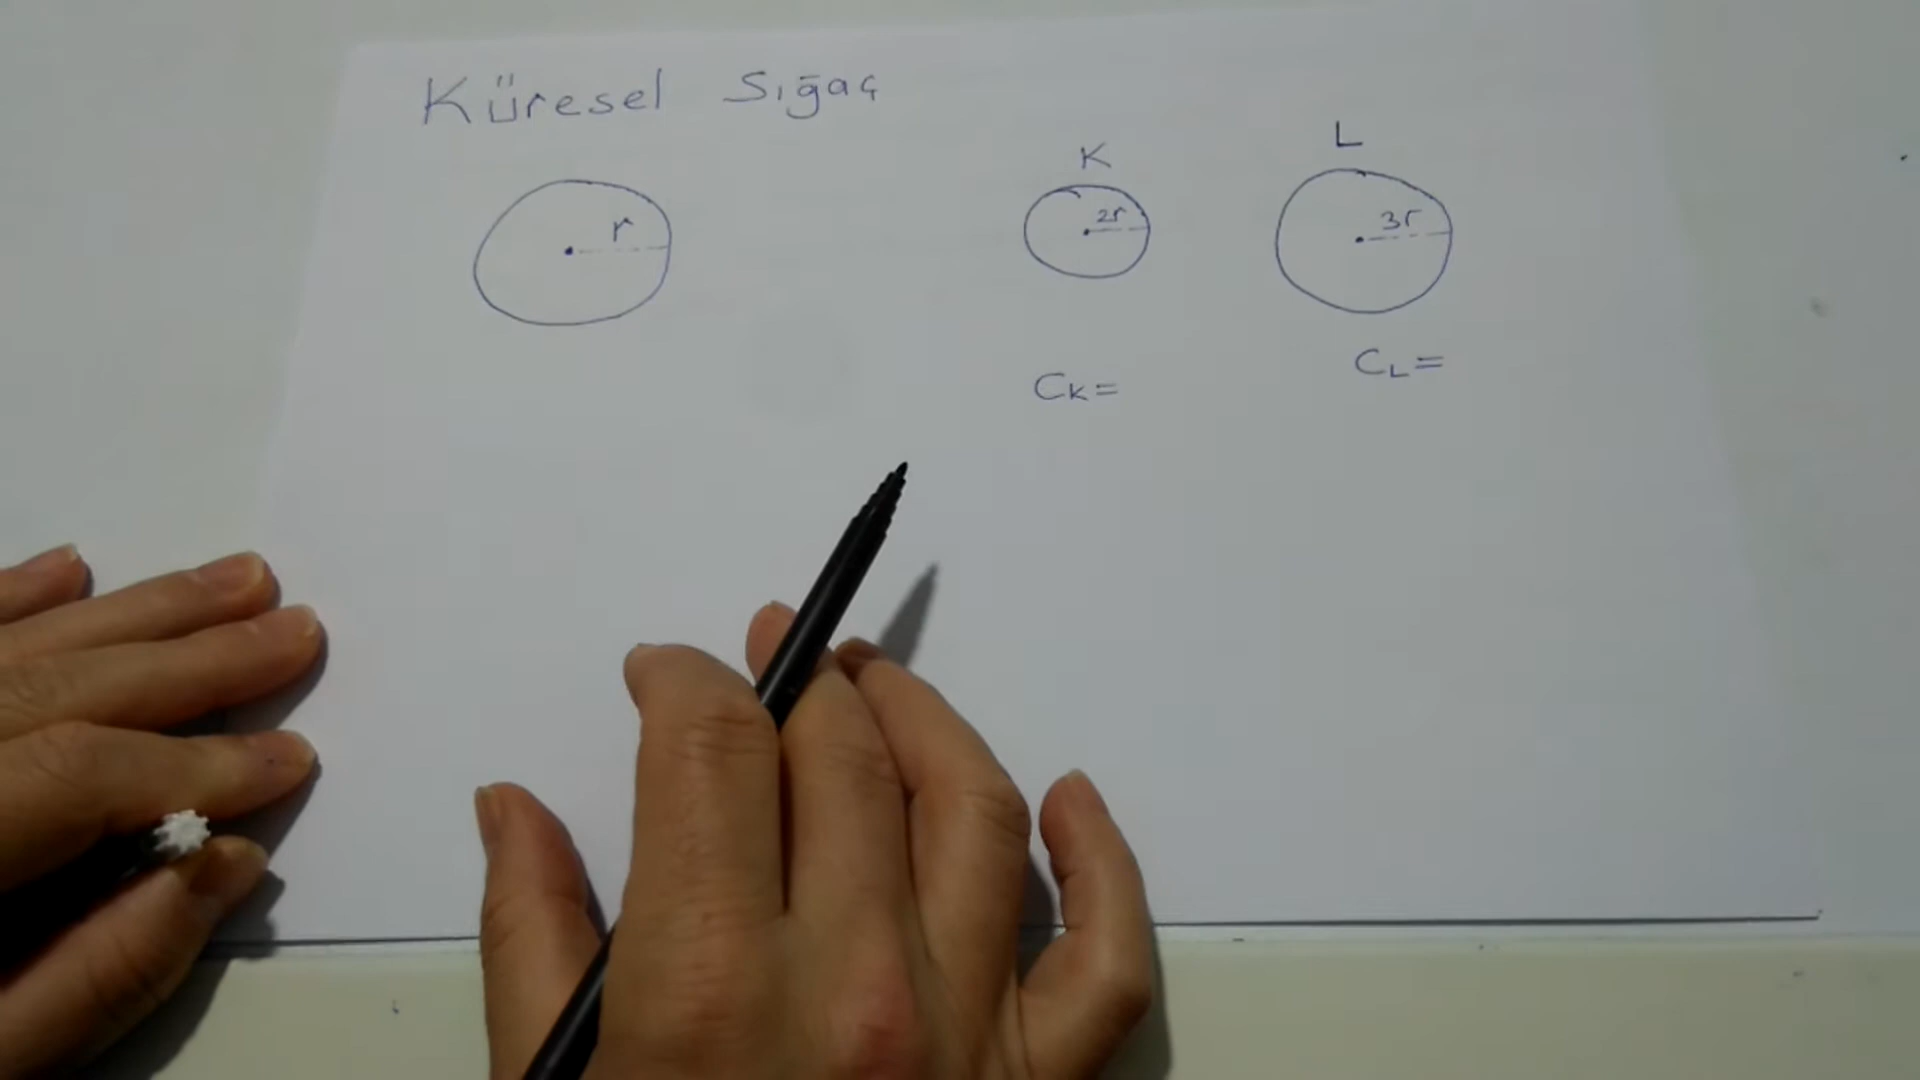 Küresel Sığaç
r
K
2r
L
3r
CK=
CL=